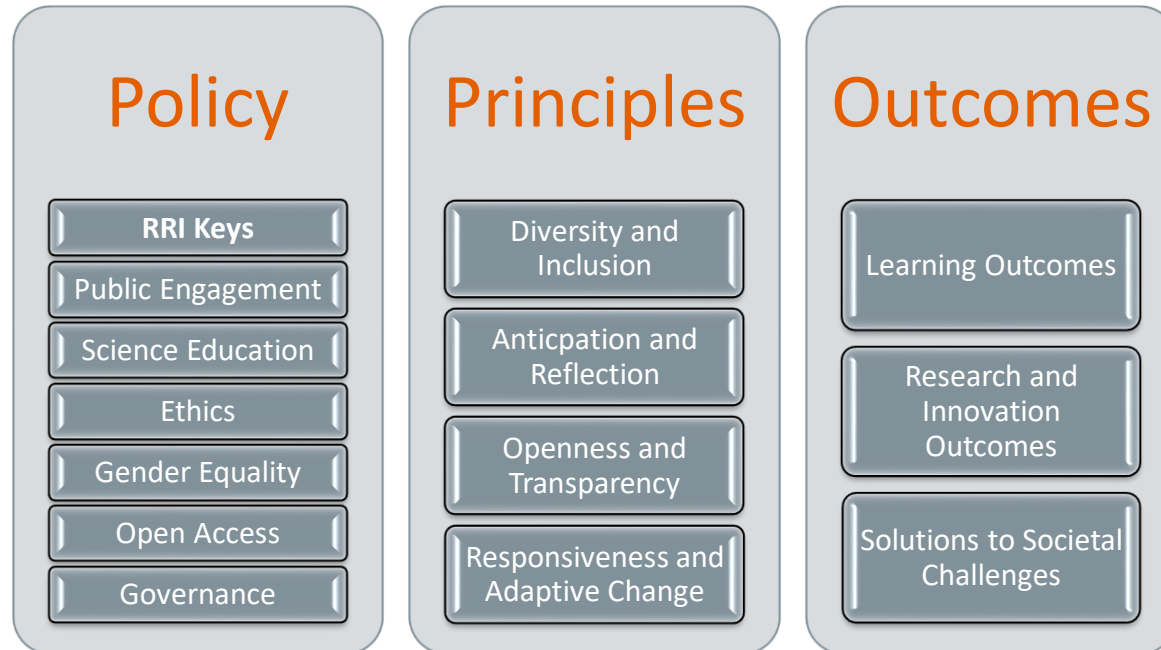 Policy
RRI Keys
Public Engagement
Science Education
Ethics
Gender Equality
Open Access
Governance
Principles
Diversity and
Inclusion
Anticpation and
Reflection
Openness and
Transparency
Responsiveness and
Adaptive Change
Outcomes
Learning Outcomes
Research and
Innovation
Outcomes
Solutions to Societal
Challenges